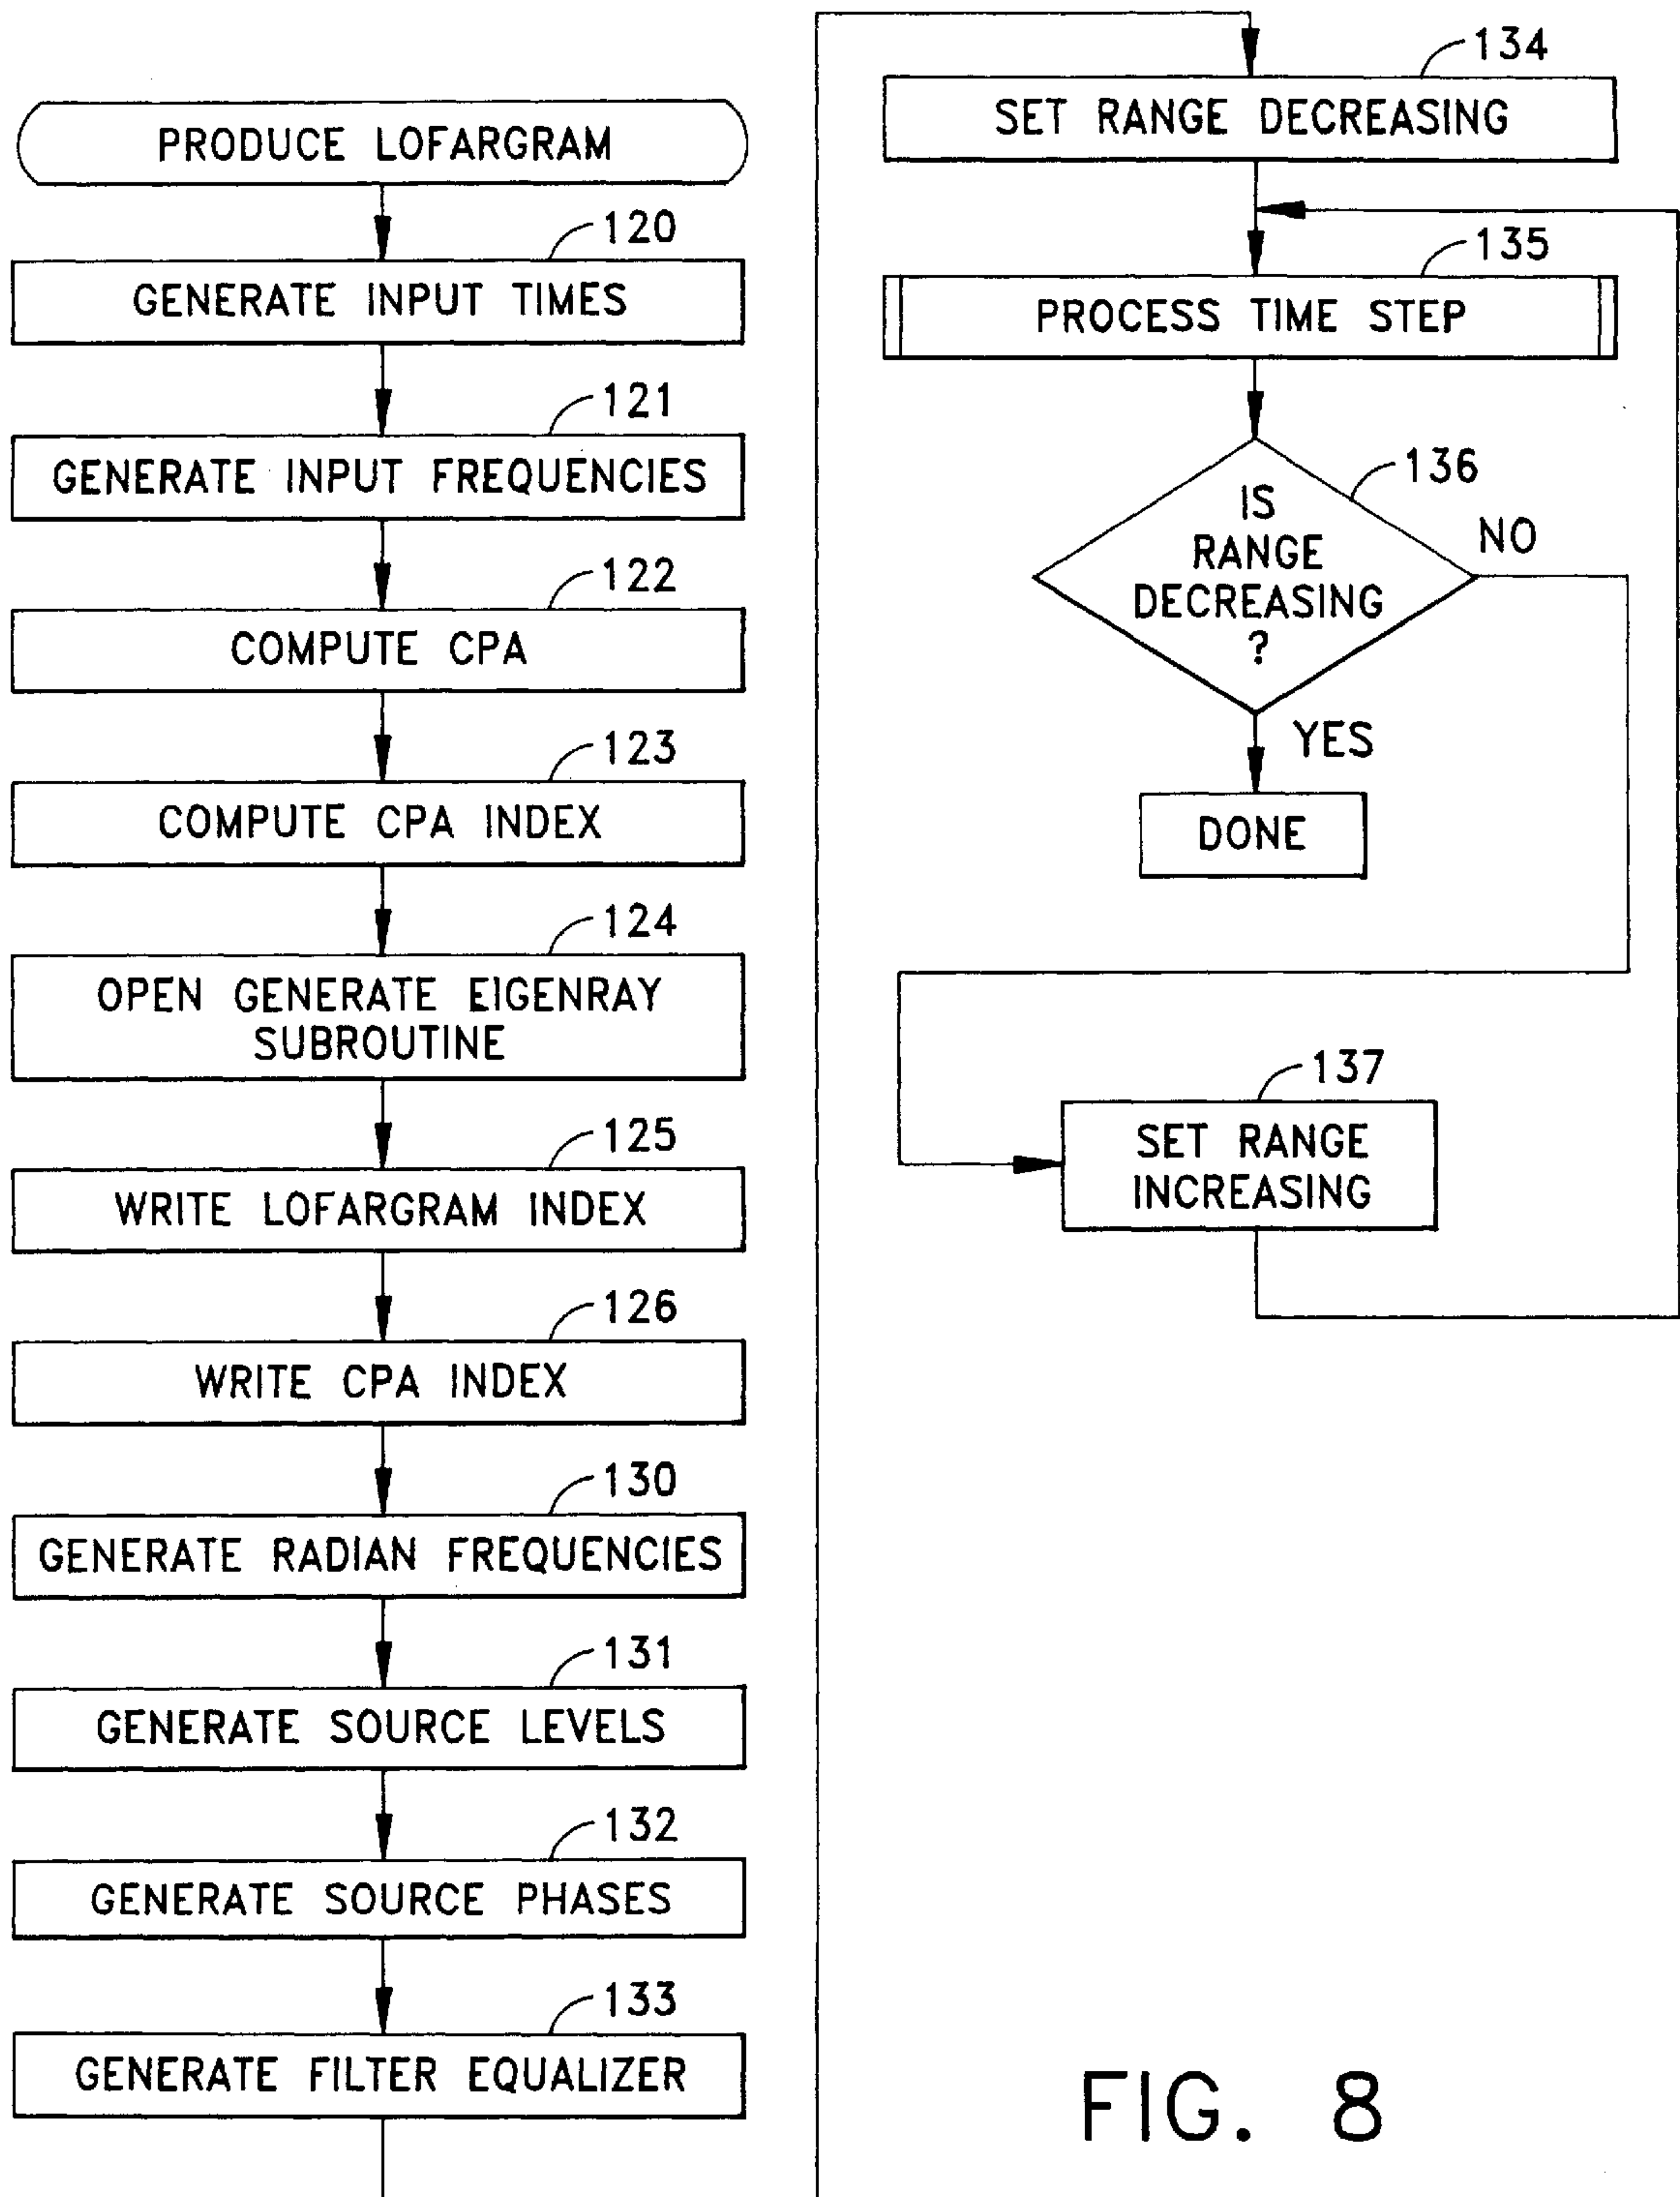 PRODUCE LOFARGRAM
120
GENERATE INPUT TIMES
121
GENERATE INPUT FREQUENCIES
122
COMPUTE CPA
123
COMPUTE CPA INDEX
124
OPEN GENERATE EIGENRAY
SUBROUTINE
125
WRITE LOFARGRAM INDEX
126
WRITE CPA INDEX
130
GENERATE RADIAN FREQUENCIES
131
GENERATE SOURCE LEVELS
132
GENERATE SOURCE PHASES
133
GENERATE FILTER EQUALIZER
134
SET RANGE DECREASING
135
PROCESS TIME STEP
136
IS
RANGE
DECREASING
?
NO
YES
DONE
137
SET RANGE
INCREASING
FIG. 8